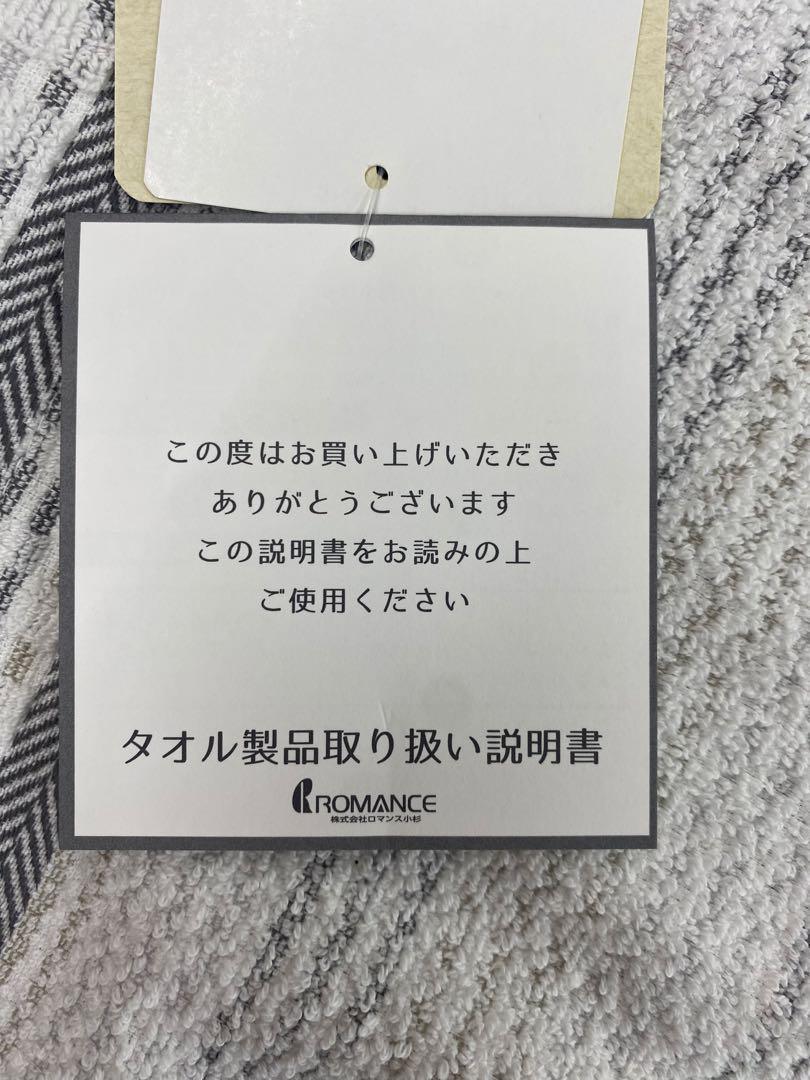 この度はお買い上げいただき
ありがとうございます
この説明書をお読みの上
ご使用ください
タオル製品取り扱い説明書
ROMANCE
株式会社ロマンス小杉